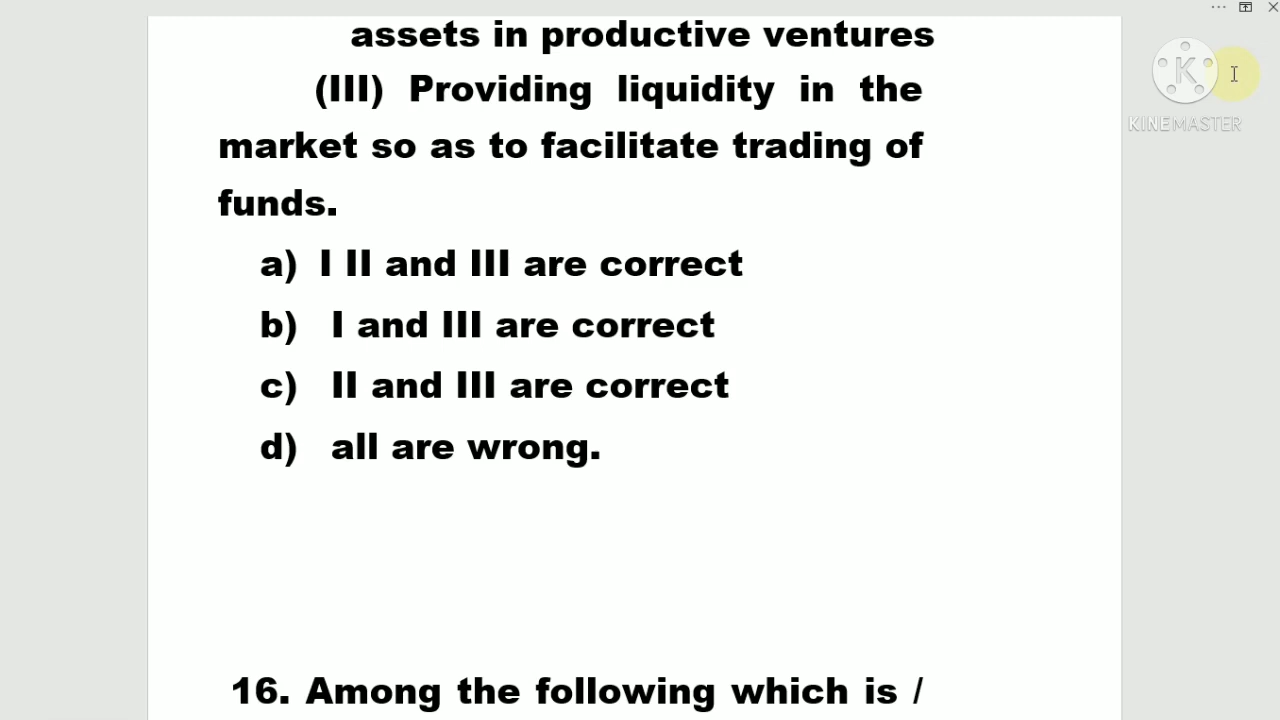 assets in productive ventures
(III) Providing liquidity in the
market so as to facilitate trading of
funds.
a) I II and III are correct
b) I and III are correct
c) II and III are correct
d) all are wrong.
16. Among the following which is /
K
KINEMASTER